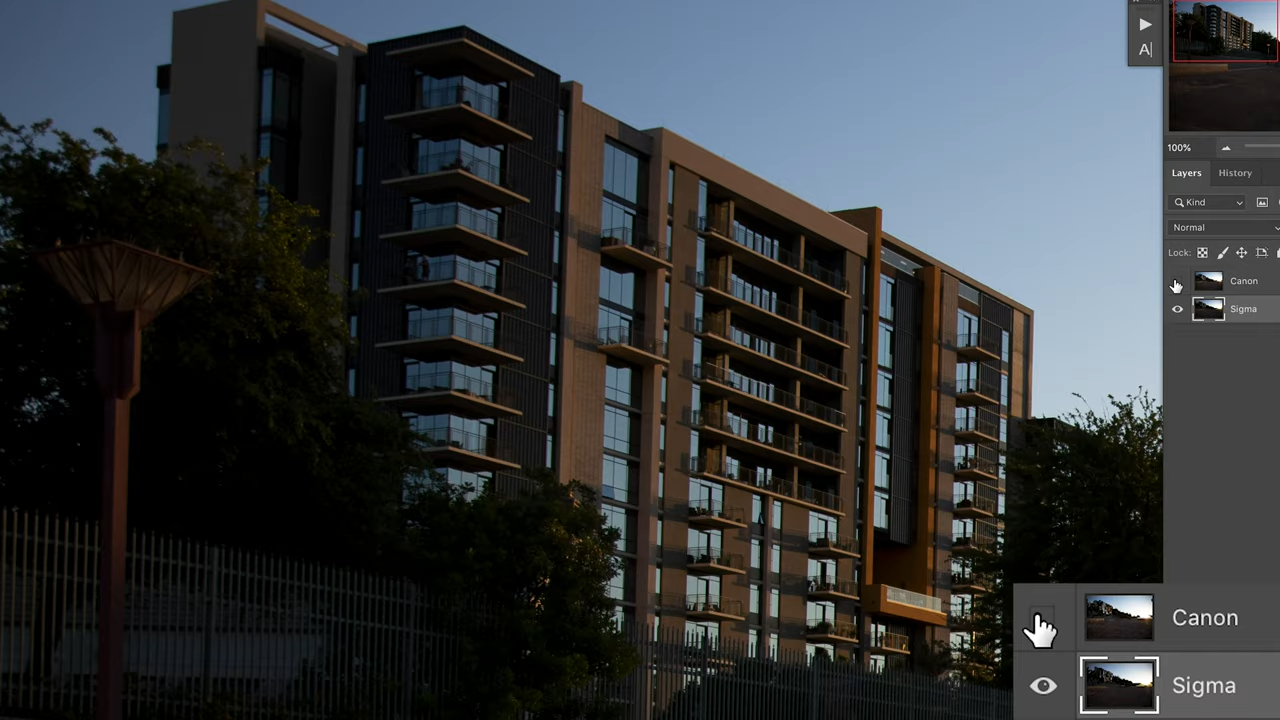 A|
100%
Layers
History
Kind
Normal
Lock:
Canon
Sigma
Canon
Sigma